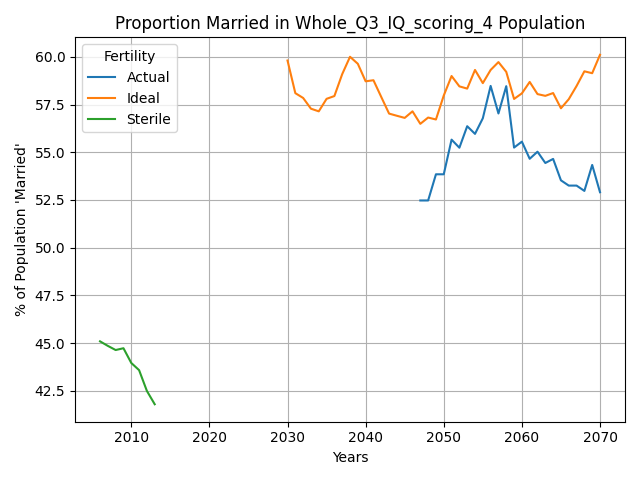 Proportion Married in Whole_Q3_IQ_scoring_4 Population
Fertility
Actual
Ideal
Sterile
% of Population 'Married'
60.0
57.5
55.0
52.5
50.0
47.5
45.0
42.5
2010 2020 2030 2040 2050 2060 2070
Years